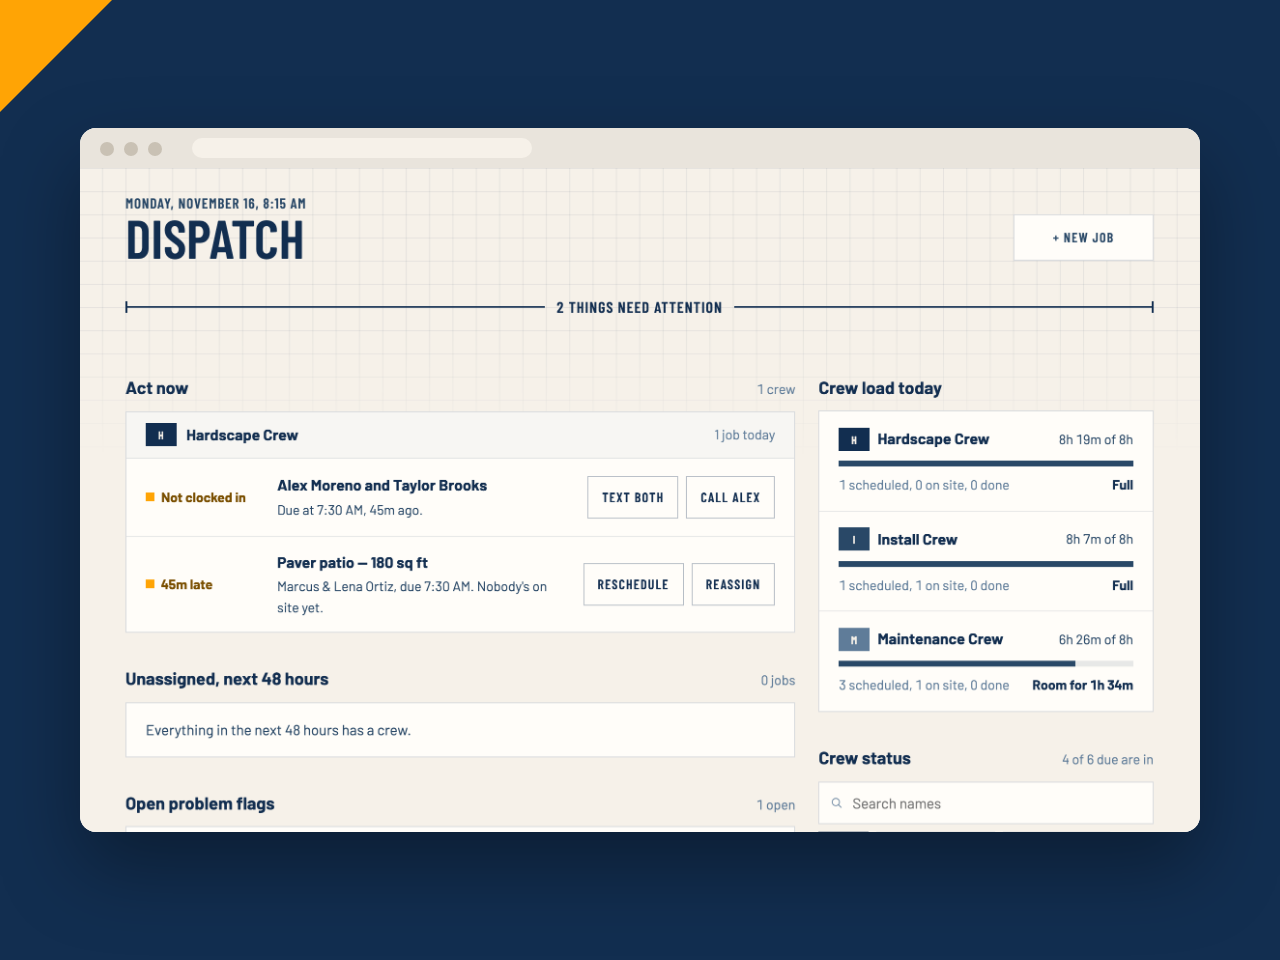 MONDAY, NOVEMBER 16, 8:15 AM
DISPATCH
+ NEW JOB
2 THINGS NEED ATTENTION
Act now
1 crew
H
Hardscape Crew
1 job today
Not clocked in
Alex Moreno and Taylor Brooks
Due at 7:30 AM, 45m ago.
TEXT BOTH
CALL ALEX
45m late
Paver patio — 180 sq ft
Marcus & Lena Ortiz, due 7:30 AM. Nobody's on
site yet.
RESCHEDULE
REASSIGN
Unassigned, next 48 hours
0 jobs
Everything in the next 48 hours has a crew.
Open problem flags
1 open
Crew load today
H
Hardscape Crew
8h 19m of 8h
1 scheduled, 0 on site, 0 done
Full
I
Install Crew
8h 7m of 8h
1 scheduled, 1 on site, 0 done
Full
M
Maintenance Crew
6h 26m of 8h
3 scheduled, 1 on site, 0 done
Room for 1h 34m
Crew status
4 of 6 due are in
Search names